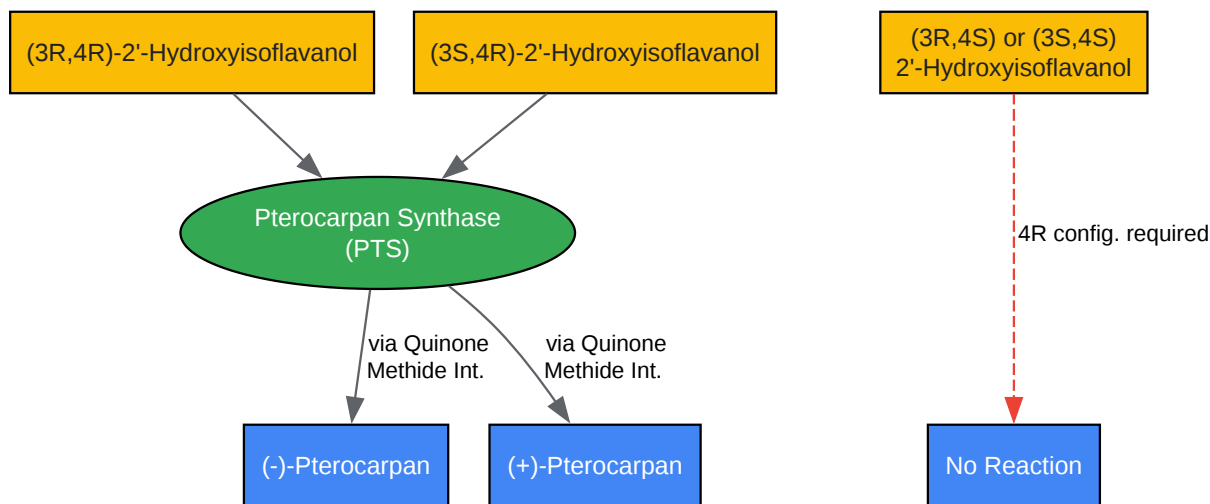 (3R,4R)-2'-Hydroxyisoflavanol
(3S,4R)-2'-Hydroxyisoflavanol
(3R,4S) or (3S,4S)
2'-Hydroxyisoflavanol
Pterocarpan Synthase
(PTS)
4R config. required
via Quinone
Methide Int.
via Quinone
Methide Int.
(-)-Pterocarpan
(+)-Pterocarpan
No Reaction